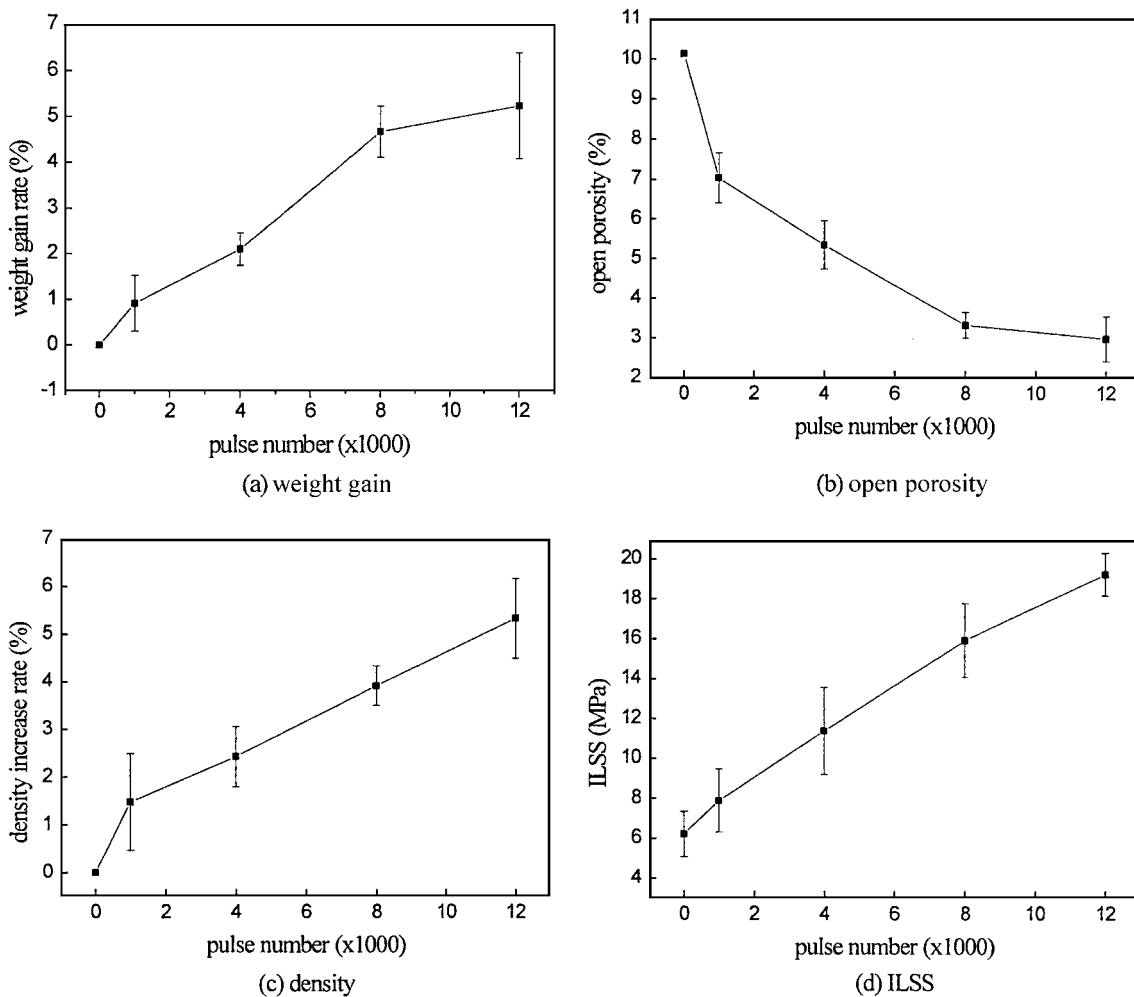 7
6
5
4
3
2
1
0
-1
weight gain rate (%)
0 2 4 6 8 10 12
pulse number (x1000)
(a) weight gain
11
10
9
8
7
6
5
4
3
2
open porosity (%)
0 2 4 6 8 10 12
pulse number (x1000)
(b) open porosity
7
6
5
4
3
2
1
0
density increase rate (%)
0 2 4 6 8 10 12
pulse number (x1000)
(c) density
20
18
16
14
12
10
8
6
4
ILSS (MPa)
0 2 4 6 8 10 12
pulse number (x1000)
(d) ILSS